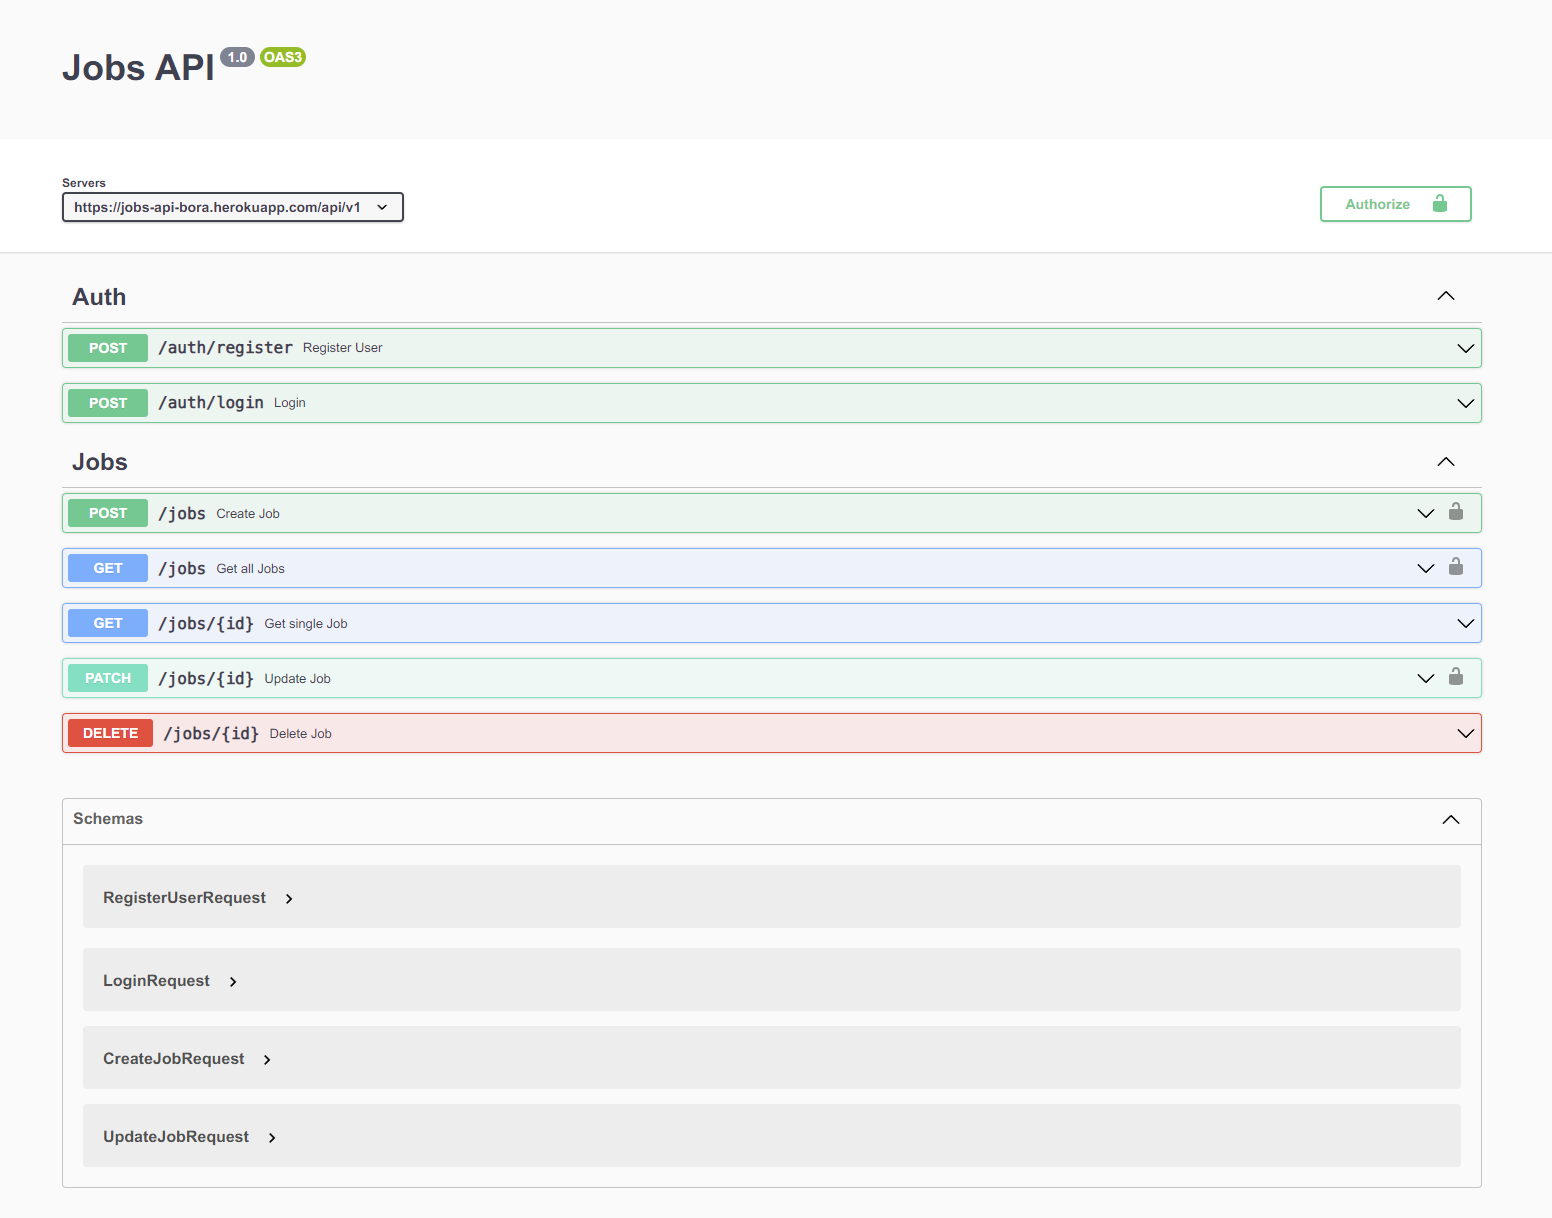 Jobs API 1.0 OAS3
Servers
https://jobs-api-bora.herokuapp.com/api/v1
Authorize
Auth
POST /auth/register Register User
POST /auth/login Login
Jobs
POST /jobs Create Job
GET /jobs Get all Jobs
GET /jobs/{id} Get single Job
PATCH /jobs/{id} Update Job
DELETE /jobs/{id} Delete Job
Schemas
RegisterUserRequest
LoginRequest
CreateJobRequest
UpdateJobRequest